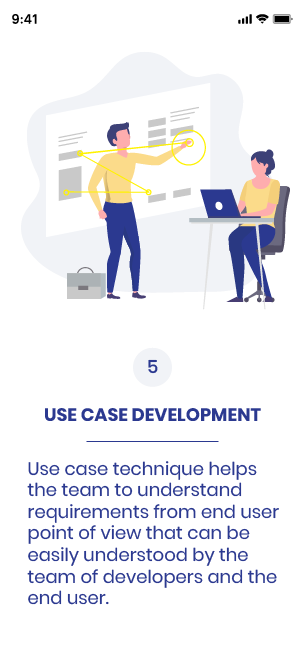 9:41
5
USE CASE DEVELOPMENT
Use case technique helps
the team to understand
requirements from end user
point of view that can be
easily understood by the
team of developers and the
end user.